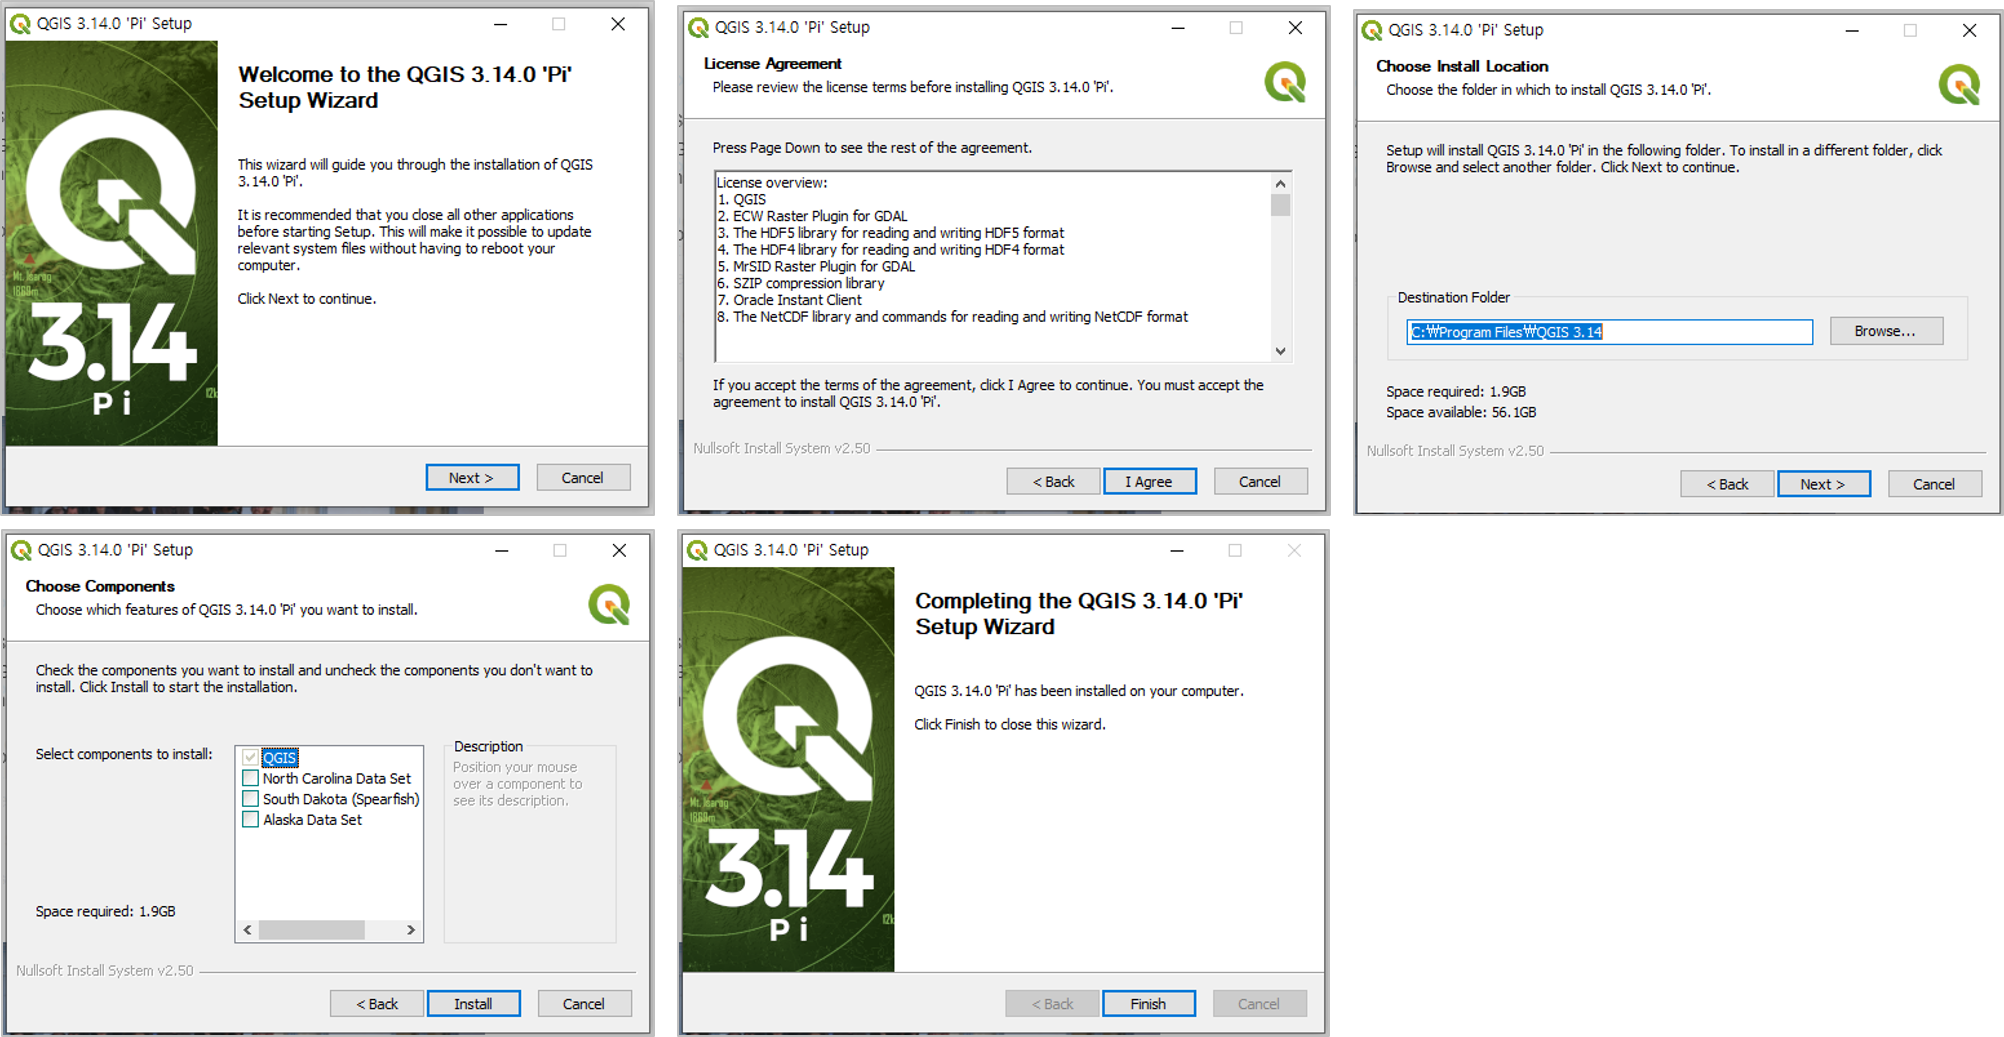 QGIS 3.14.0 'Pi' Setup
Welcome to the QGIS 3.14.0 'Pi'
Setup Wizard
This wizard will guide you through the installation of QGIS
3.14.0 'Pi'.
It is recommended that you close all other applications
before starting Setup. This will make it possible to update
relevant system files without having to reboot your
computer.
Click Next to continue.
Mt. Isarog
1868m
3.14
Pi
12k
Next >
Cancel
QGIS 3.14.0 'Pi' Setup
License Agreement
Please review the license terms before installing QGIS 3.14.0 'Pi'.
Press Page Down to see the rest of the agreement.
License overview:
1. QGIS
2. ECW Raster Plugin for GDAL
3. The HDF5 library for reading and writing HDF5 format
4. The HDF4 library for reading and writing HDF4 format
5. MrSID Raster Plugin for GDAL
6. SZIP compression library
7. Oracle Instant Client
8. The NetCDF library and commands for reading and writing NetCDF format
If you accept the terms of the agreement, click I Agree to continue. You must accept the
agreement to install QGIS 3.14.0 'Pi'.
Nullsoft Install System v2.50
< Back
I Agree
Cancel
QGIS 3.14.0 'Pi' Setup
Choose Install Location
Choose the folder in which to install QGIS 3.14.0 'Pi'.
Setup will install QGIS 3.14.0 'Pi' in the following folder. To install in a different folder, click
Browse and select another folder. Click Next to continue.
Destination Folder
C:₩Program Files₩QGIS 3.14
Browse...
Space required: 1.9GB
Space available: 56.1GB
Nullsoft Install System v2.50
< Back
Next >
Cancel
QGIS 3.14.0 'Pi' Setup
Choose Components
Choose which features of QGIS 3.14.0 'Pi' you want to install.
Check the components you want to install and uncheck the components you don't want to
install. Click Install to start the installation.
Select components to install:
QGIS
North Carolina Data Set
South Dakota (Spearfish)
Alaska Data Set
Description
Position your mouse
over a component to
see its description.
Space required: 1.9GB
Nullsoft Install System v2.50
< Back
Install
Cancel
QGIS 3.14.0 'Pi' Setup
Completing the QGIS 3.14.0 'Pi'
Setup Wizard
QGIS 3.14.0 'Pi' has been installed on your computer.
Click Finish to close this wizard.
Mt. Isarog
1868m
3.14
Pi
12k
< Back
Finish
Cancel